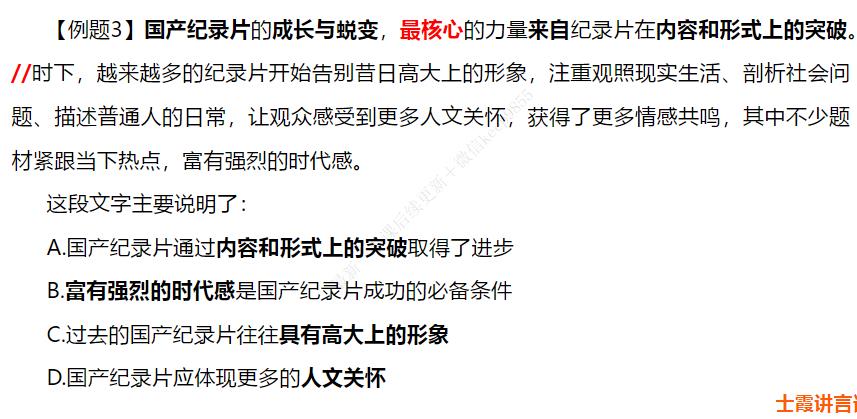 【例题3】国产纪录片的成长与蜕变，最核心的力量来自纪录片在内容和形式上的突破。
//时下，越来越多的纪录片开始告别昔日高大上的形象，注重观照现实生活、剖析社会问
题、描述普通人的日常，让观众感受到更多人文关怀，获得了更多情感共鸣，其中不少题
材紧跟当下热点，富有强烈的时代感。
这段文字主要说明了：
A.国产纪录片通过内容和形式上的突破取得了进步
B.富有强烈的时代感是国产纪录片成功的必备条件
C.过去的国产纪录片往往具有高大上的形象
D.国产纪录片应体现更多的人文关怀
士霞讲言